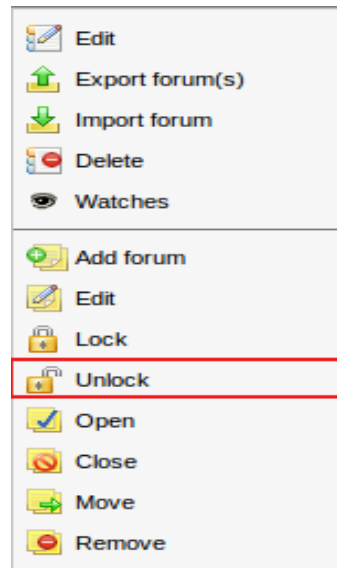 Edit
Export forum(s)
Import forum
Delete
Watches
Add forum
Edit
Lock
Unlock
Open
Close
Move
Remove